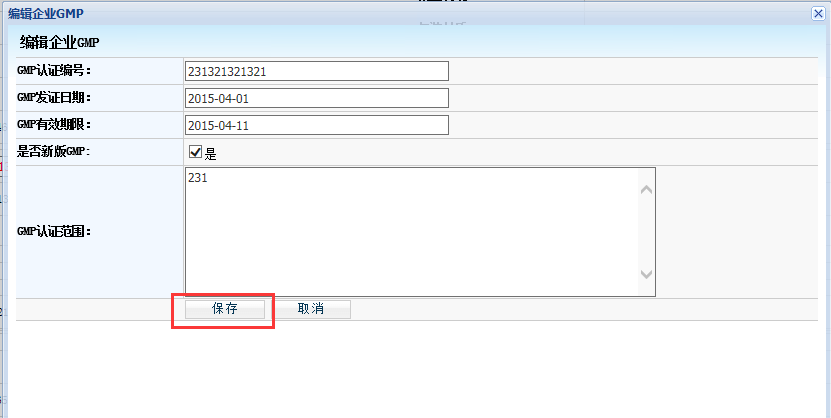 编辑企业GMP
编辑企业GMP
GMP认证编号：
231321321321
GMP发证日期：
2015-04-01
GMP有效期限：
2015-04-11
是否新版GMP:
是
GMP认证范围：
231
保存
取消